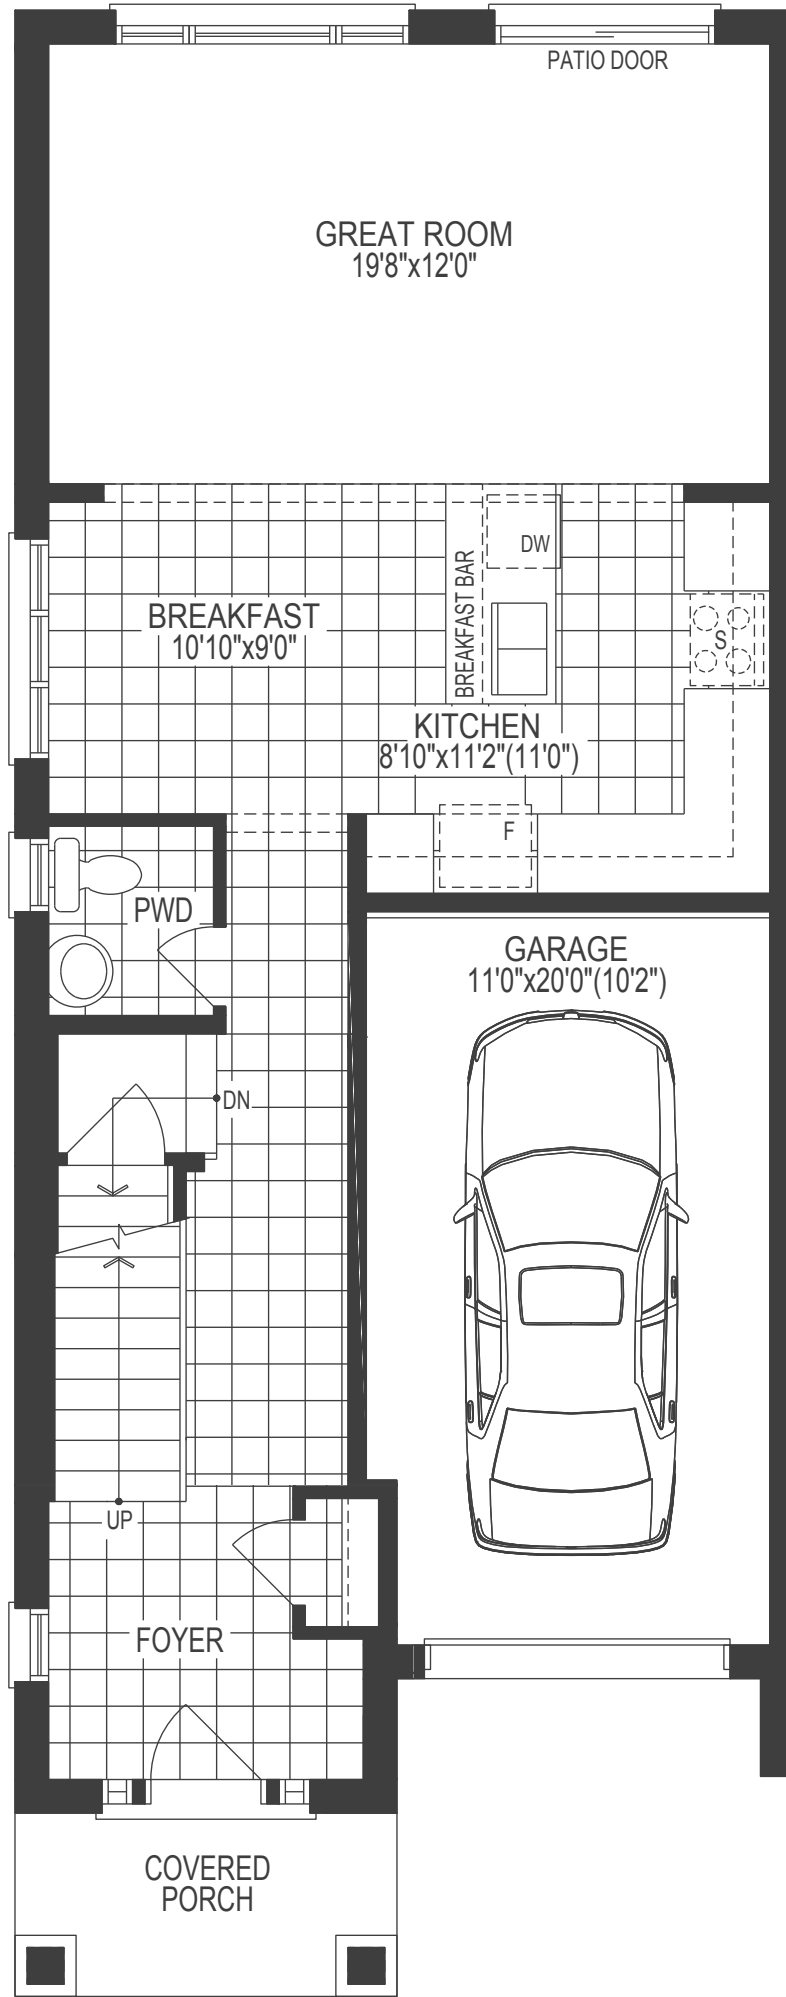 PATIO DOOR
GREAT ROOM
19'8"x12'0"
DW
BREAKFAST BAR
BREAKFAST
10'10"x9'0"
S
KITCHEN
8'10"x11'2"(11'0")
F
PWD
GARAGE
11'0"x20'0"(10'2")
DN
UP
FOYER
COVERED
PORCH